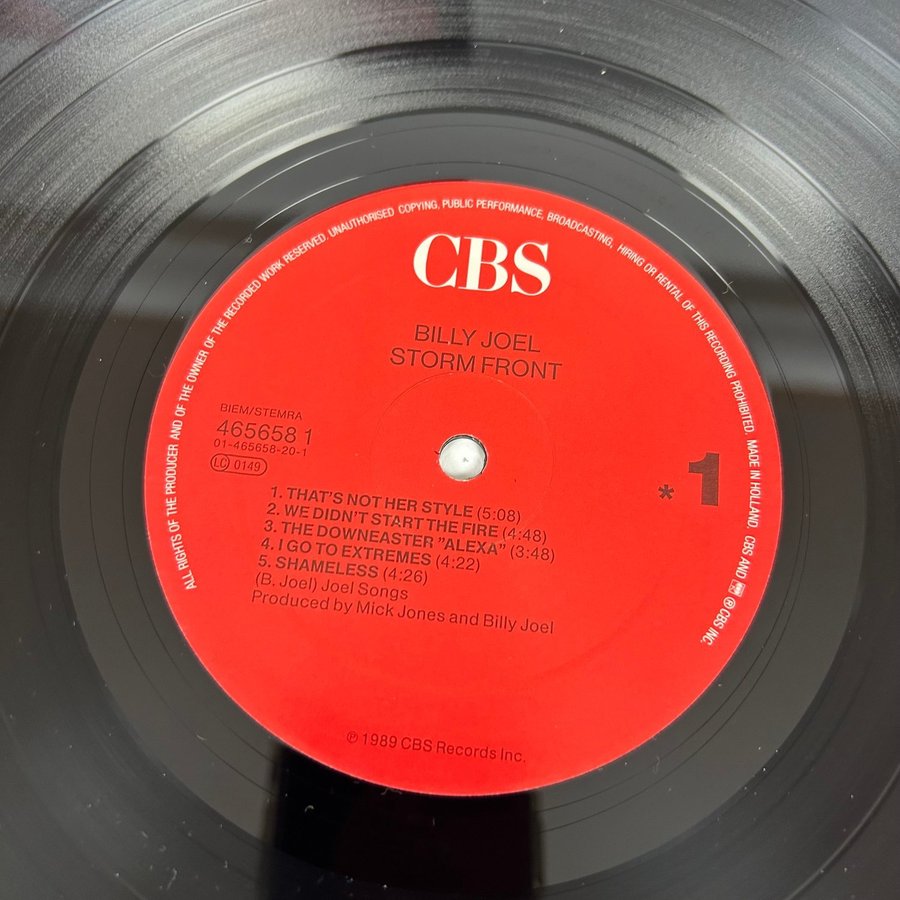 ALL RIGHTS OF THE PRODUCER AND OF THE OWNER OF THE RECORDED WORK RESERVED. UNAUTHORISED COPYING, PUBLIC PERFORMANCE, BROADCASTING, HIRING OR RENTAL OF THIS RECORDING PROHIBITED. MADE IN HOLLAND. CBS AND ℗ CBS INC.
CBS
BILLY JOEL
STORM FRONT
BIEM/STEMRA
465658 1
01-465658-20-1
LC 0149
* 1
1. THAT'S NOT HER STYLE (5:08)
2. WE DIDN'T START THE FIRE (4:48)
3. THE DOWNEASTER "ALEXA" (3:48)
4. I GO TO EXTREMES (4:22)
5. SHAMELESS (4:26)
(B. Joel) Joel Songs
Produced by Mick Jones and Billy Joel
℗ 1989 CBS Records Inc.